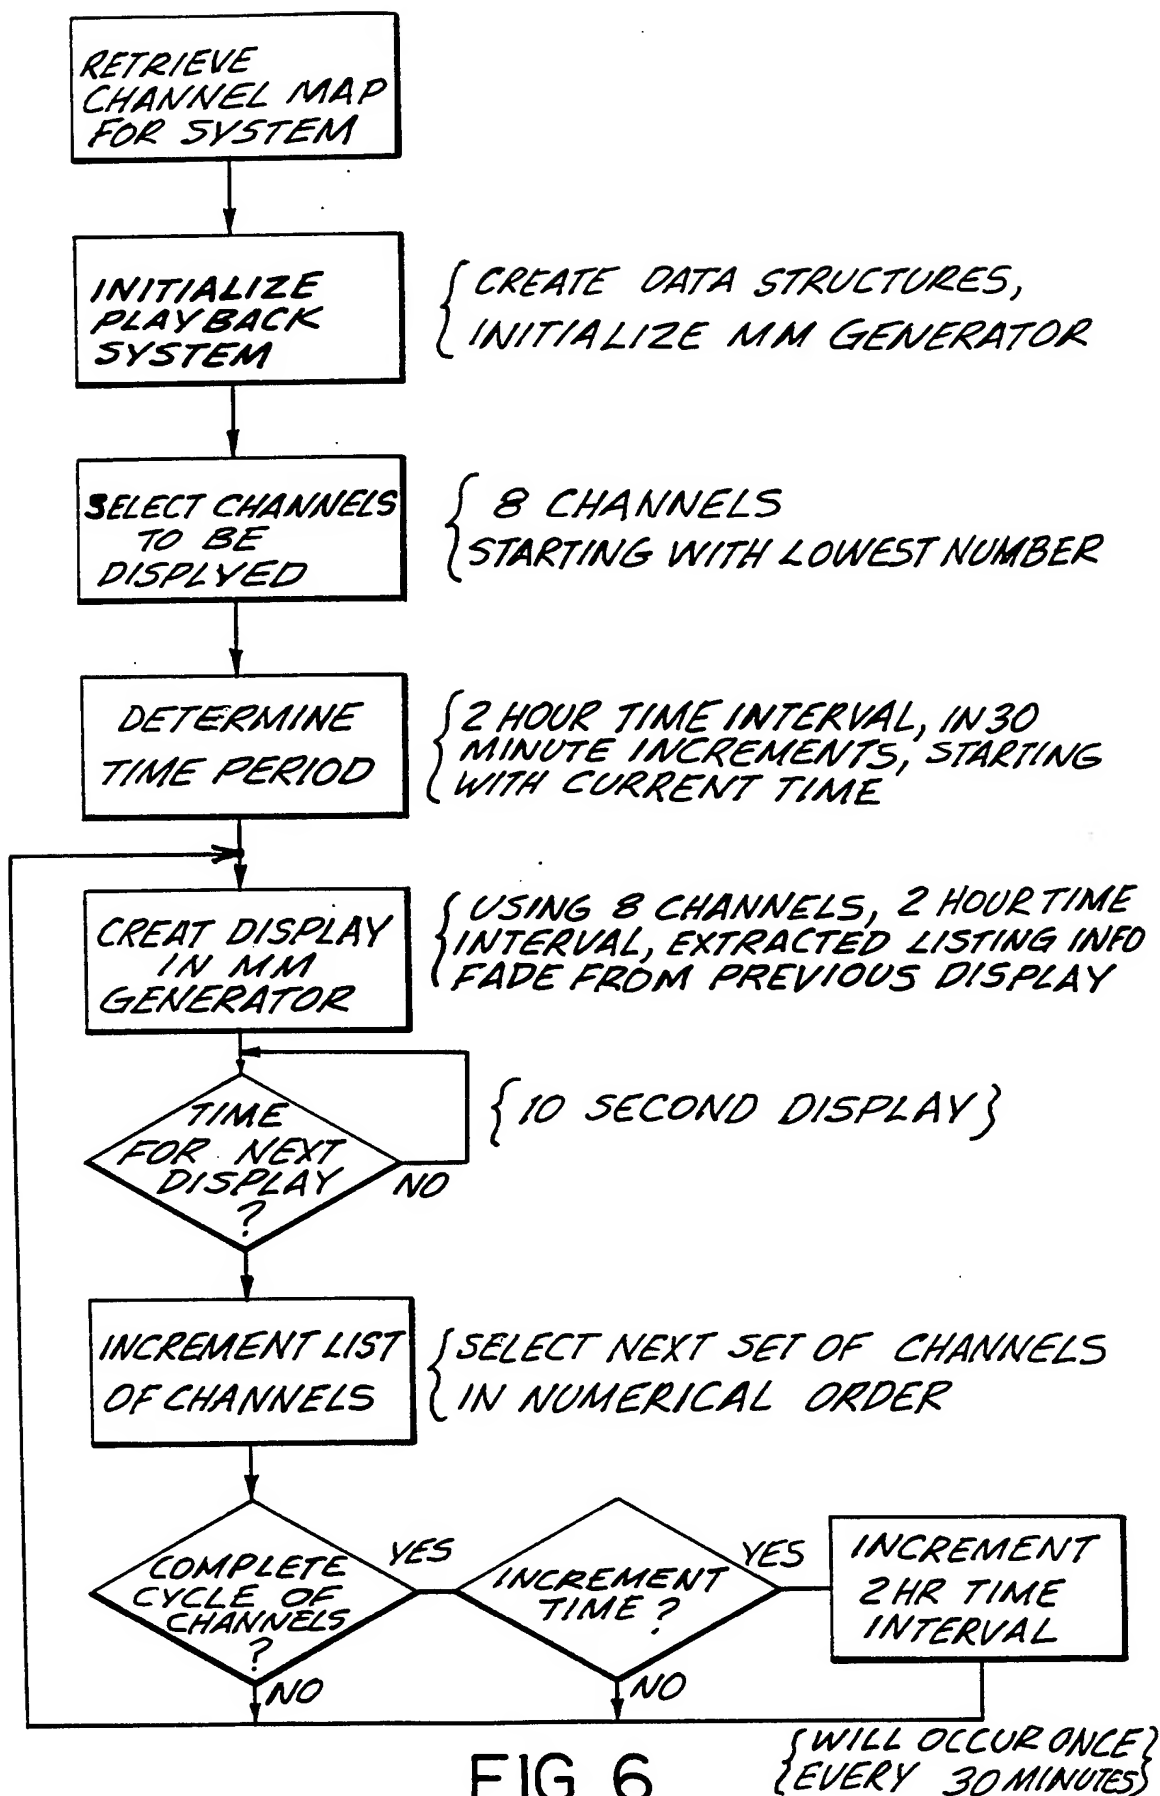 RETRIEVE
CHANNEL MAP
FOR SYSTEM
INITIALIZE
PLAYBACK
SYSTEM
{ CREATE DATA STRUCTURES,
INITIALIZE MM GENERATOR
SELECT CHANNELS
TO BE
DISPLYED
{ 8 CHANNELS
STARTING WITH LOWEST NUMBER
DETERMINE
TIME PERIOD
{ 2 HOUR TIME INTERVAL, IN 30
MINUTE INCREMENTS, STARTING
WITH CURRENT TIME
CREAT DISPLAY
IN MM
GENERATOR
{ USING 8 CHANNELS, 2 HOUR TIME
INTERVAL, EXTRACTED LISTING INFO
FADE FROM PREVIOUS DISPLAY
TIME
FOR NEXT
DISPLAY
?
NO
{ 10 SECOND DISPLAY }
INCREMENT LIST
OF CHANNELS
{ SELECT NEXT SET OF CHANNELS
IN NUMERICAL ORDER
COMPLETE
CYCLE OF
CHANNELS
?
YES
NO
INCREMENT
TIME ?
YES
NO
INCREMENT
2 HR TIME
INTERVAL
{ WILL OCCUR ONCE }
{ EVERY 30 MINUTES }
FIG 6